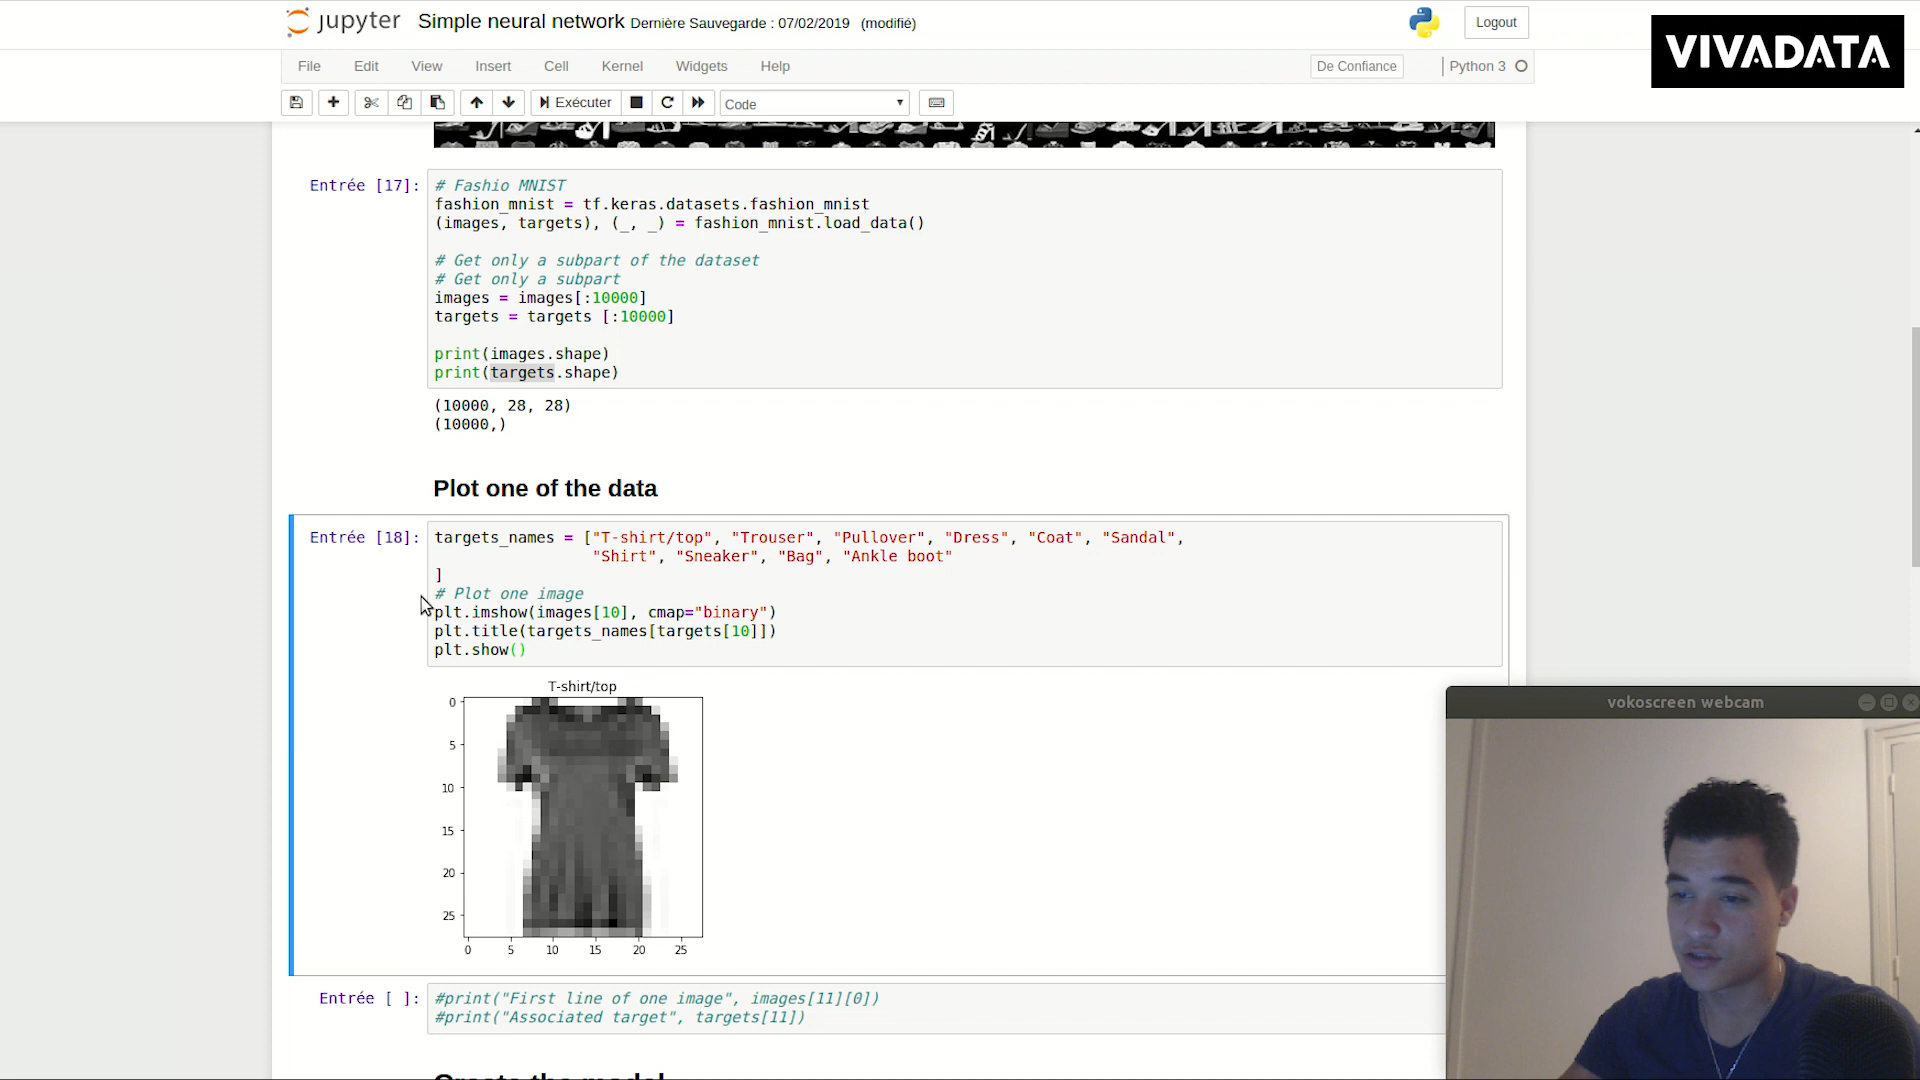 jupyter Simple neural network Dernière Sauvegarde : 07/02/2019 (modifié)
Logout
VIVADATA
File Edit View Insert Cell Kernel Widgets Help
De Confiance
Python 3
Exécuter
Code
Entrée [17]:
# Fashio MNIST
fashion_mnist = tf.keras.datasets.fashion_mnist
(images, targets), (_, _) = fashion_mnist.load_data()
# Get only a subpart of the dataset
# Get only a subpart
images = images[:10000]
targets = targets [:10000]
print(images.shape)
print(targets.shape)
(10000, 28, 28)
(10000,)
Plot one of the data
Entrée [18]:
targets_names = ["T-shirt/top", "Trouser", "Pullover", "Dress", "Coat", "Sandal",
"Shirt", "Sneaker", "Bag", "Ankle boot"
]
# Plot one image
plt.imshow(images[10], cmap="binary")
plt.title(targets_names[targets[10]])
plt.show()
T-shirt/top
0
5
10
15
20
25
0 5 10 15 20 25
vokoscreen webcam
Entrée [ ]:
#print("First line of one image", images[11][0])
#print("Associated target", targets[11])
Create the model